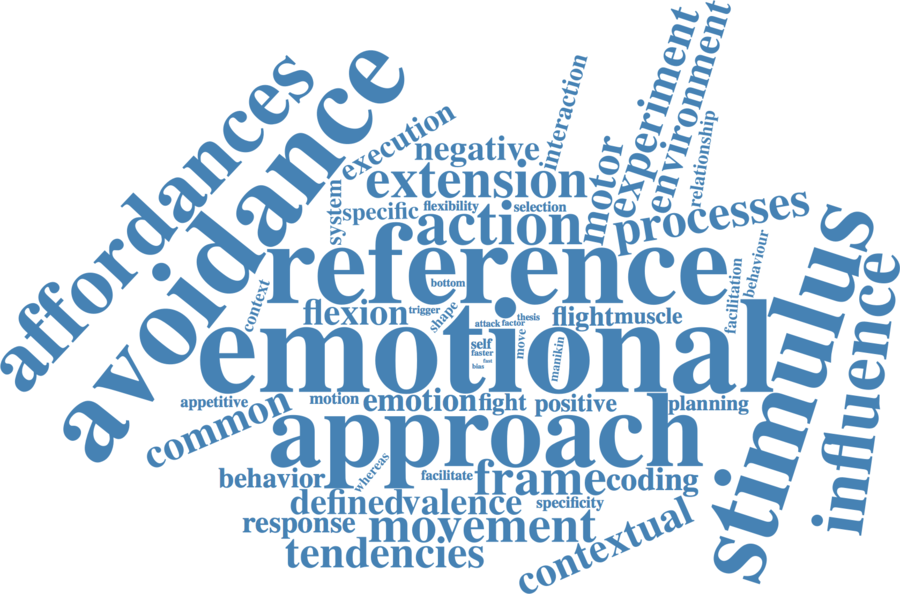 affordances
avoidance
execution
negative
interaction
experiment
environment
relationship
motor
extension
system
specific
flexibility
selection
action
processes
stimulus
influence
reference
bottom
context
flexion
trigger
shape
attack
factor
thesis
flight
muscle
facilitation
behaviour
emotional
self
faster
fast
bias
move
manikin
appetitive
common
motion
emotion
fight
positive
planning
approach
behavior
whereas
facilitate
frame
coding
defined
valence
specificity
response
movement
contextual
tendencies